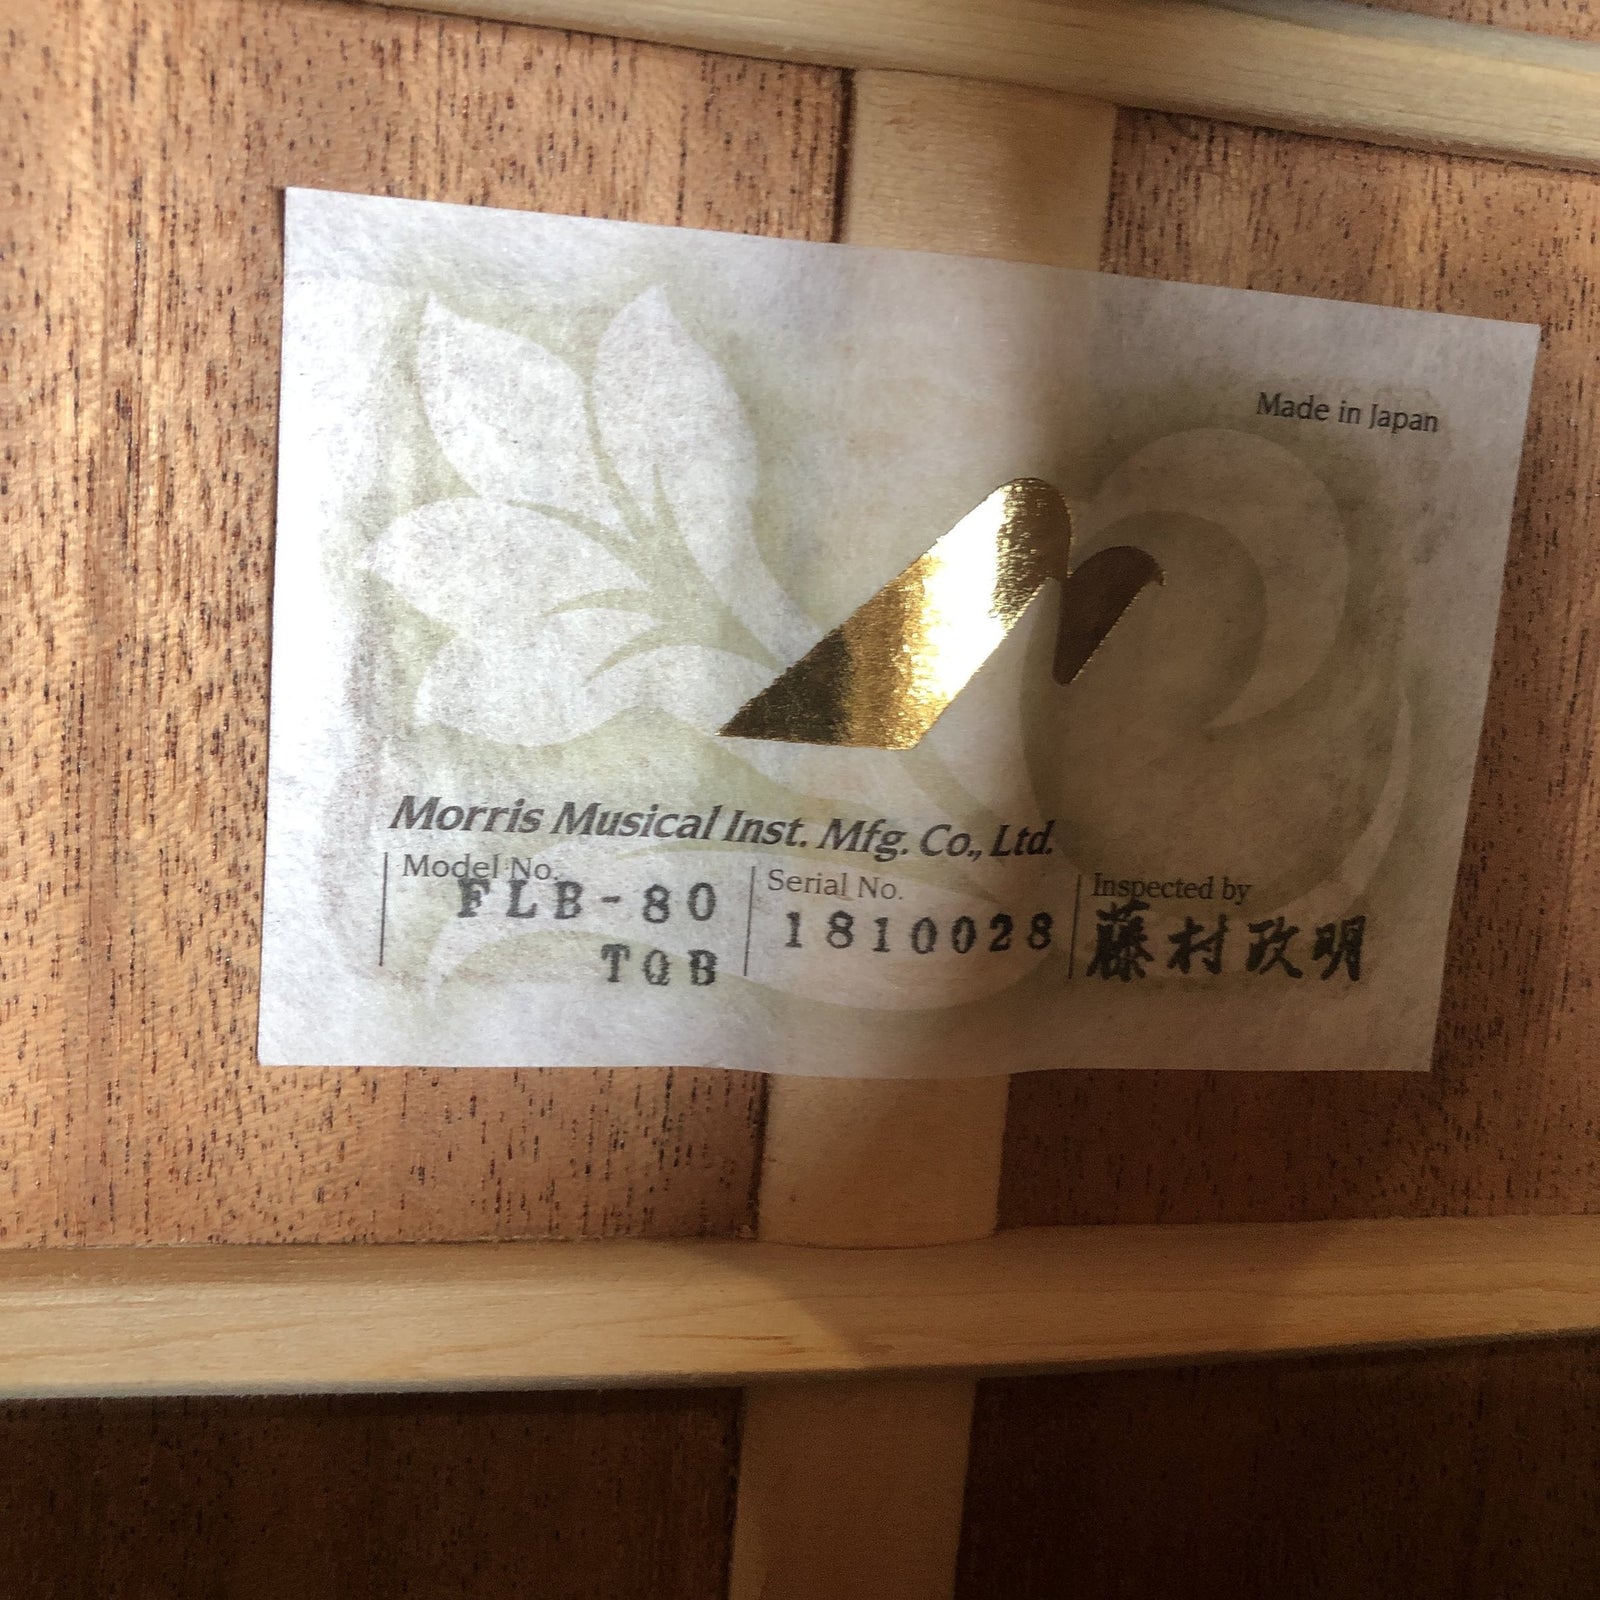 Made in Japan
Morris Musical Inst. Mfg. Co., Ltd.
Model No. Serial No. Inspected by
FLB-80 1810028 藤村政明
TQB